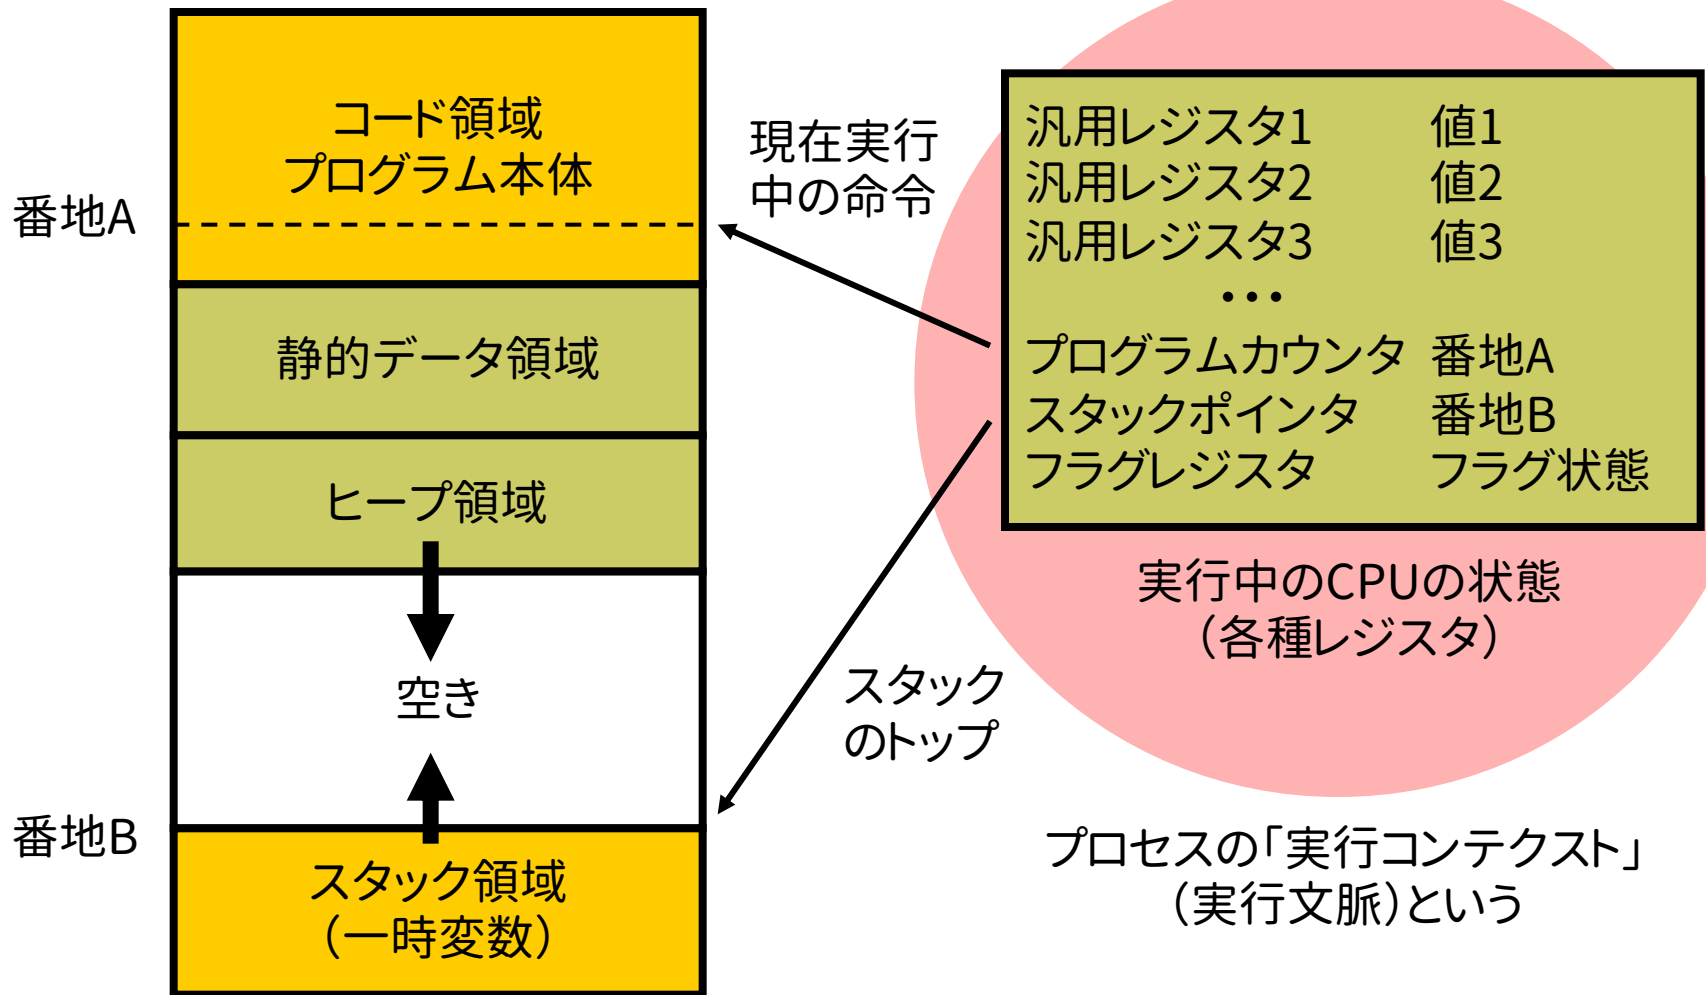 コード領域
プログラム本体
番地A
静的データ領域
ヒープ領域
空き
番地B
スタック領域
（一時変数）
現在実行
中の命令
スタック
のトップ
汎用レジスタ1 値1
汎用レジスタ2 値2
汎用レジスタ3 値3
・・・
プログラムカウンタ 番地A
スタックポインタ 番地B
フラグレジスタ フラグ状態
実行中のCPUの状態
（各種レジスタ）
プロセスの「実行コンテクスト」
（実行文脈）という